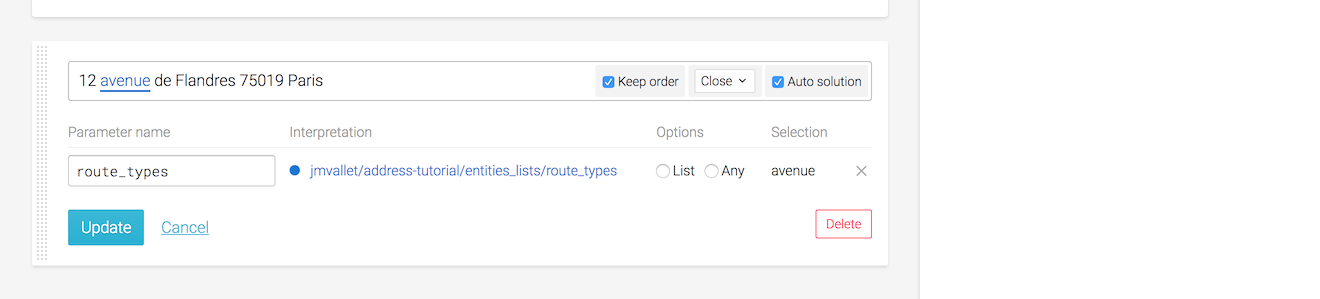 12 avenue de Flandres 75019 Paris Keep order Close Auto solution
Parameter name Interpretation Options Selection
route_types jmvallet/address-tutorial/entities_lists/route_types List Any avenue
Update Cancel Delete